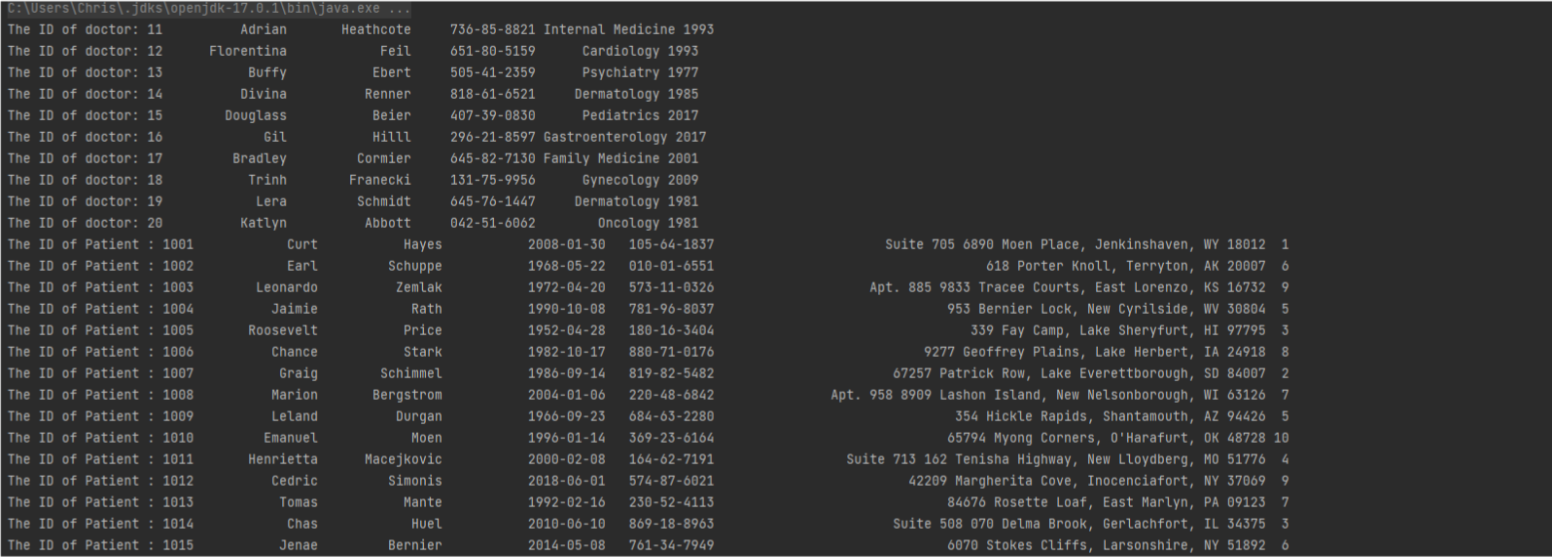 C:\Users\Chris\.jdks\openjdk-17.0.1\bin\java.exe ...
The ID of doctor: 11 Adrian Heathcote 736-85-8821 Internal Medicine 1993
The ID of doctor: 12 Florentina Feil 651-80-5159 Cardiology 1993
The ID of doctor: 13 Buffy Ebert 505-41-2359 Psychiatry 1977
The ID of doctor: 14 Divina Renner 818-61-6521 Dermatology 1985
The ID of doctor: 15 Douglass Beier 407-39-0830 Pediatrics 2017
The ID of doctor: 16 Gil Hilll 296-21-8597 Gastroenterology 2017
The ID of doctor: 17 Bradley Cormier 645-82-7130 Family Medicine 2001
The ID of doctor: 18 Trinh Franecki 131-75-9956 Gynecology 2009
The ID of doctor: 19 Lera Schmidt 645-76-1447 Dermatology 1981
The ID of doctor: 20 Katlyn Abbott 042-51-6062 Oncology 1981
The ID of Patient : 1001 Curt Hayes 2008-01-30 105-64-1837 Suite 705 6890 Moen Place, Jenkinshaven, WY 18012 1
The ID of Patient : 1002 Earl Schuppe 1968-05-22 010-01-6551 618 Porter Knoll, Terryton, AK 20007 6
The ID of Patient : 1003 Leonardo Zemlak 1972-04-20 573-11-0326 Apt. 885 9833 Tracee Courts, East Lorenzo, KS 16732 9
The ID of Patient : 1004 Jaimie Rath 1990-10-08 781-96-8037 953 Bernier Lock, New Cyrilside, WV 30804 5
The ID of Patient : 1005 Roosevelt Price 1952-04-28 180-16-3404 339 Fay Camp, Lake Sheryfurt, HI 97795 3
The ID of Patient : 1006 Chance Stark 1982-10-17 880-71-0176 9277 Geoffrey Plains, Lake Herbert, IA 24918 8
The ID of Patient : 1007 Graig Schimmel 1986-09-14 819-82-5482 67257 Patrick Row, Lake Everettborough, SD 84007 2
The ID of Patient : 1008 Marion Bergstrom 2004-01-06 220-48-6842 Apt. 958 8909 Lashon Island, New Nelsonborough, WI 63126 7
The ID of Patient : 1009 Leland Durgan 1966-09-23 684-63-2280 354 Hickle Rapids, Shantamouth, AZ 94426 5
The ID of Patient : 1010 Emanuel Moen 1996-01-14 369-23-6164 65794 Myong Corners, O'Harafurt, OK 48728 10
The ID of Patient : 1011 Henrietta Macejkovic 2000-02-08 164-62-7191 Suite 713 162 Tenisha Highway, New Lloydberg, MO 51776 4
The ID of Patient : 1012 Cedric Simonis 2018-06-01 574-87-6021 42209 Margherita Cove, Inocenciafort, NY 37069 9
The ID of Patient : 1013 Tomas Mante 1992-02-16 230-52-4113 84676 Rosette Loaf, East Marlyn, PA 09123 7
The ID of Patient : 1014 Chas Huel 2010-06-10 869-18-8963 Suite 508 070 Delma Brook, Gerlachfort, IL 34375 3
The ID of Patient : 1015 Jenae Bernier 2014-05-08 761-34-7949 6070 Stokes Cliffs, Larsonshire, NY 51892 6